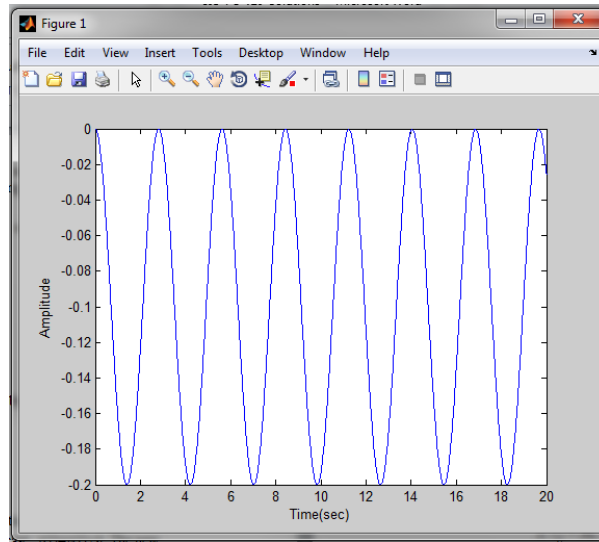 Figure 1
File Edit View Insert Tools Desktop Window Help
0
-0.02
-0.04
-0.06
-0.08
-0.1
-0.12
-0.14
-0.16
-0.18
-0.2
Amplitude
0 2 4 6 8 10 12 14 16 18 20
Time(sec)